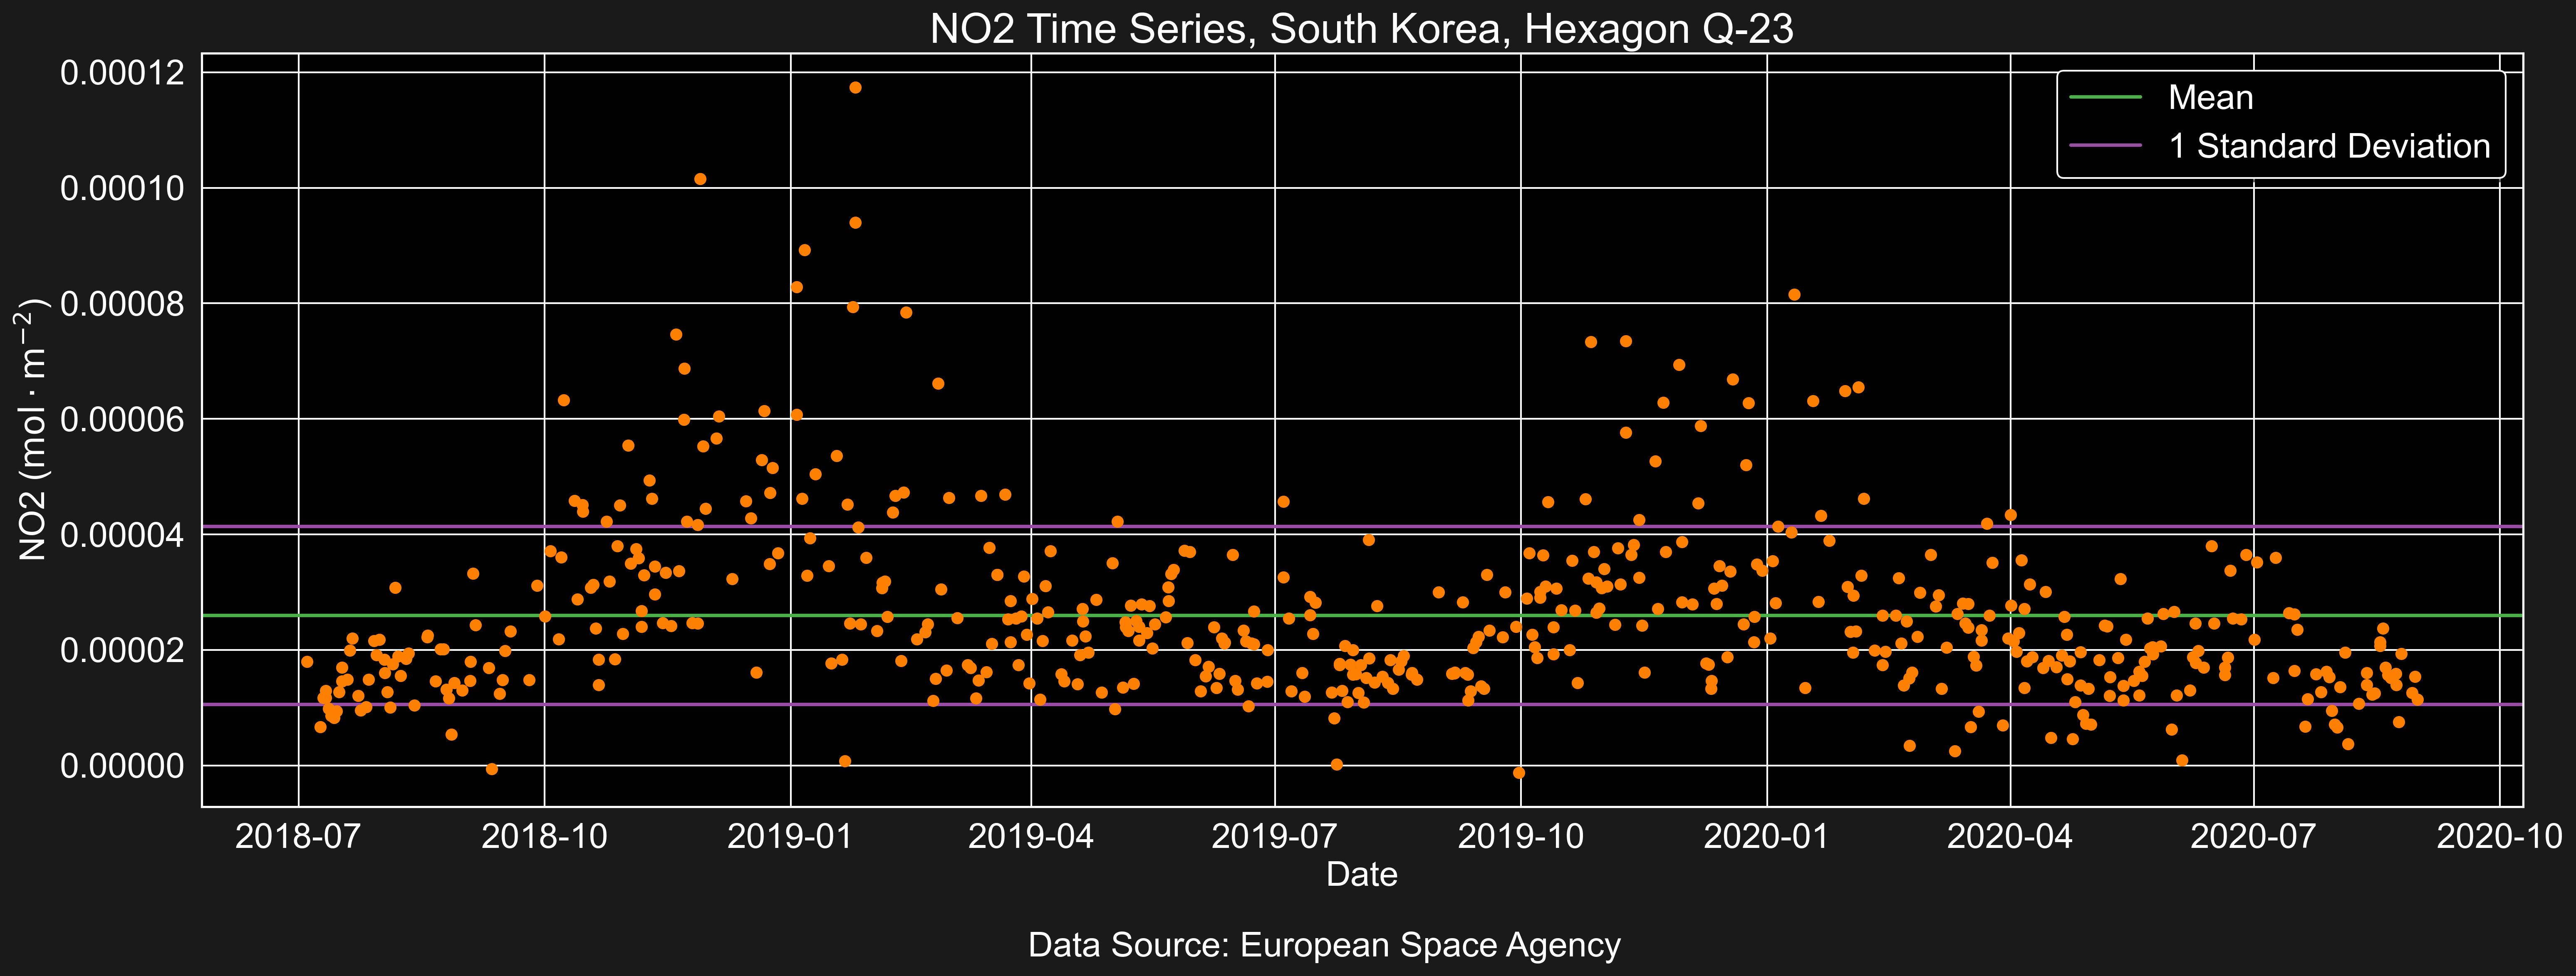 NO2 Time Series, South Korea, Hexagon Q-23
0.00012
0.00010
0.00008
0.00006
0.00004
0.00002
0.00000
NO2 (mol · m⁻²)
Mean
1 Standard Deviation
2018-07 2018-10 2019-01 2019-04 2019-07 2019-10 2020-01 2020-04 2020-07 2020-10
Date
Data Source: European Space Agency